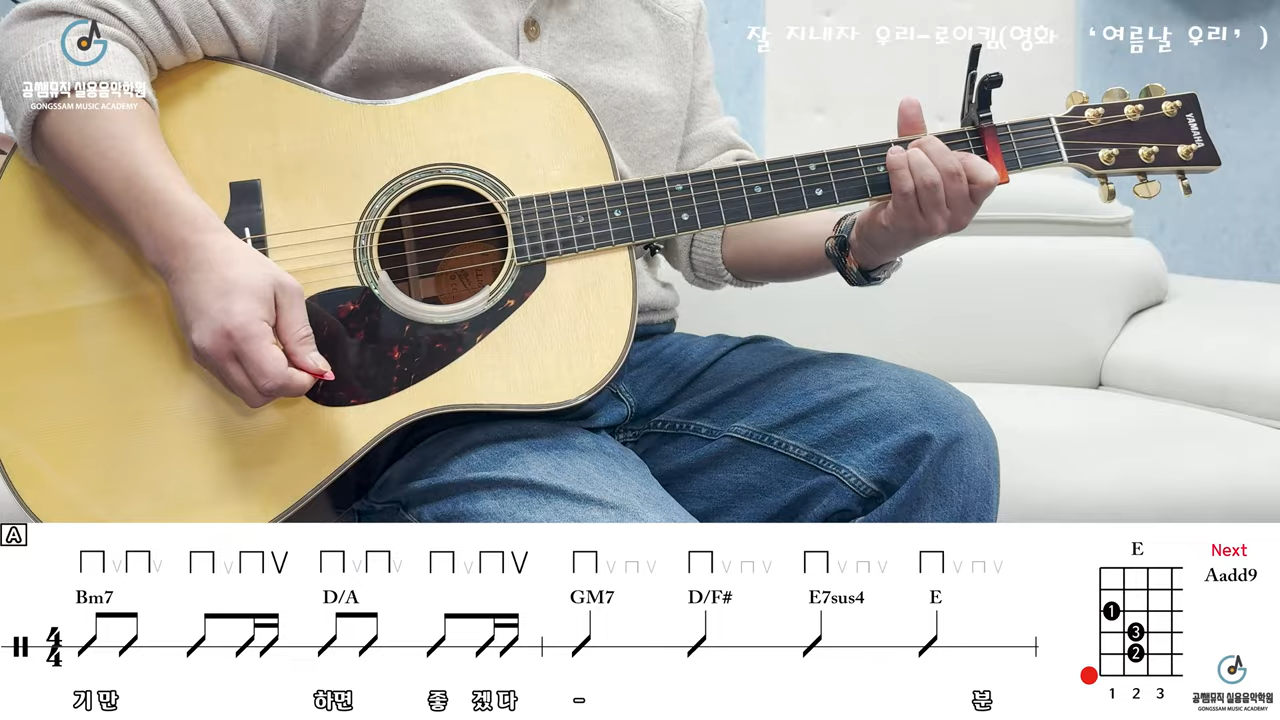 잘 지내자 우리-로이킴(영화 '여름날 우리')
공쌤뮤직 실용음악학원
GONGSSAM MUSIC ACADEMY
YAMAHA
A
Bm7 D/A GM7 D/F# E7sus4 E
E Next
Aadd9
4
4
1
3
2
1 2 3
기만 하면 좋 겠다 - 분
공쌤뮤직 실용음악학원
GONGSSAM MUSIC ACADEMY